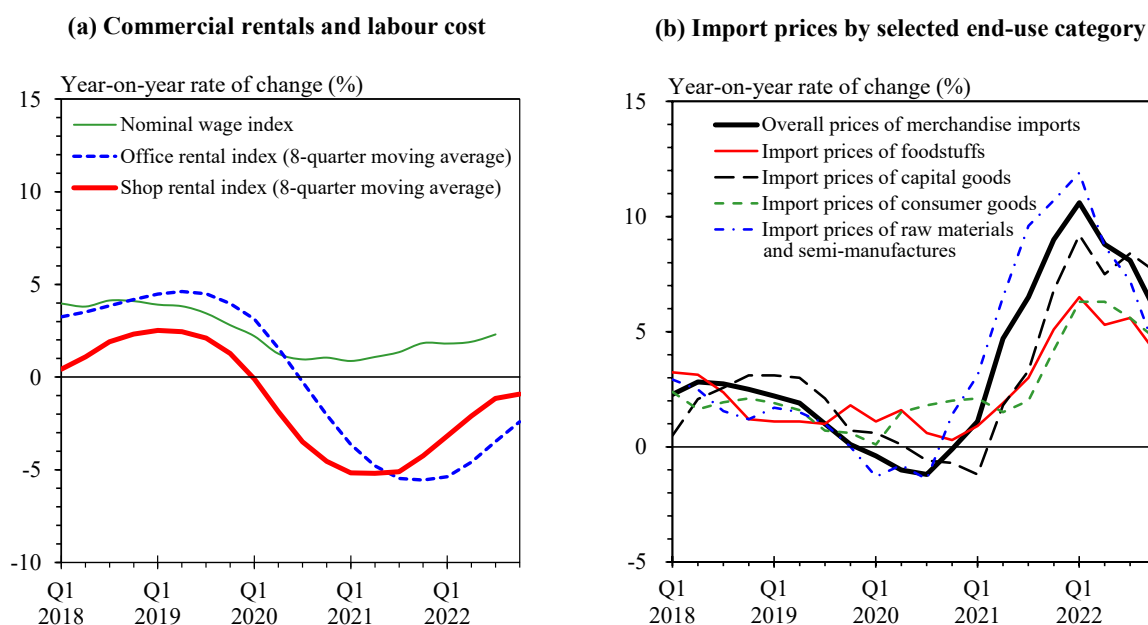 (a) Commercial rentals and labour cost
Year-on-year rate of change (%)
15
Nominal wage index
Office rental index (8-quarter moving average)
Shop rental index (8-quarter moving average)
10
5
0
-5
-10
Q1 Q1 Q1 Q1 Q1
2018 2019 2020 2021 2022
(b) Import prices by selected end-use category
Year-on-year rate of change (%)
15
Overall prices of merchandise imports
Import prices of foodstuffs
Import prices of capital goods
Import prices of consumer goods
Import prices of raw materials
and semi-manufactures
10
5
0
-5
Q1 Q1 Q1 Q1 Q1
2018 2019 2020 2021 2022